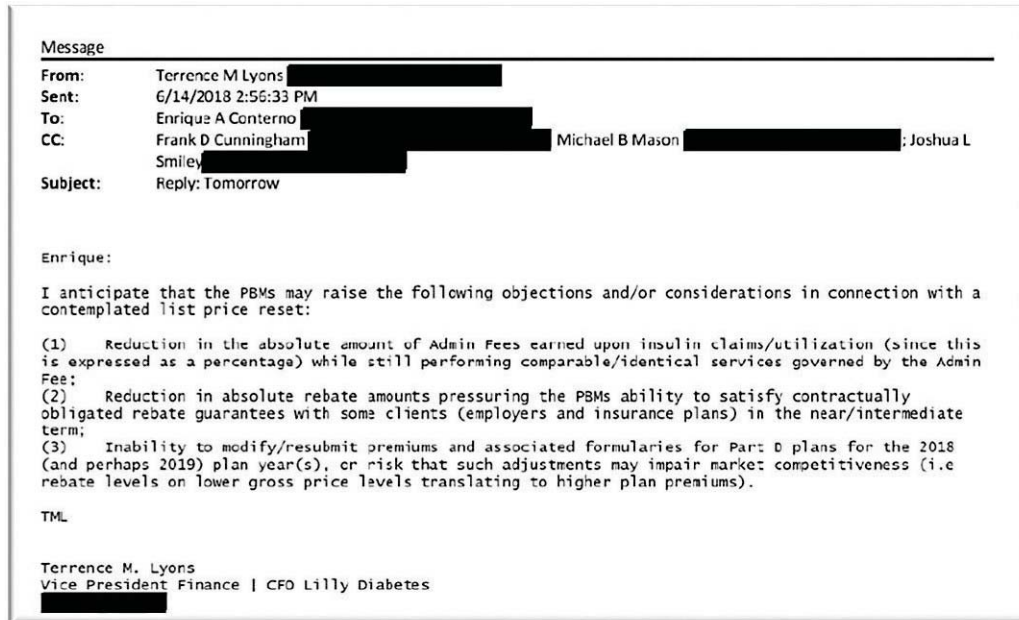 Message
From: Terrence M Lyons
Sent: 6/14/2018 2:56:33 PM
To: Enrique A Conterno
CC: Frank D Cunningham Michael B Mason ; Joshua L
Smiley
Subject: Reply: Tomorrow
Enrique:
I anticipate that the PBMs may raise the following objections and/or considerations in connection with a
contemplated list price reset:
(1) Reduction in the absolute amount of Admin Fees earned upon insulin claims/utilization (since this
is expressed as a percentage) while still performing comparable/identical services governed by the Admin
Fee;
(2) Reduction in absolute rebate amounts pressuring the PBMs ability to satisfy contractually
obligated rebate guarantees with some clients (employers and insurance plans) in the near/intermediate
term;
(3) Inability to modify/resubmit premiums and associated formularies for Part D plans for the 2018
(and perhaps 2019) plan year(s), or risk that such adjustments may impair market competitiveness (i.e
rebate levels on lower gross price levels translating to higher plan premiums).
TML
Terrence M. Lyons
Vice President Finance | CFO Lilly Diabetes